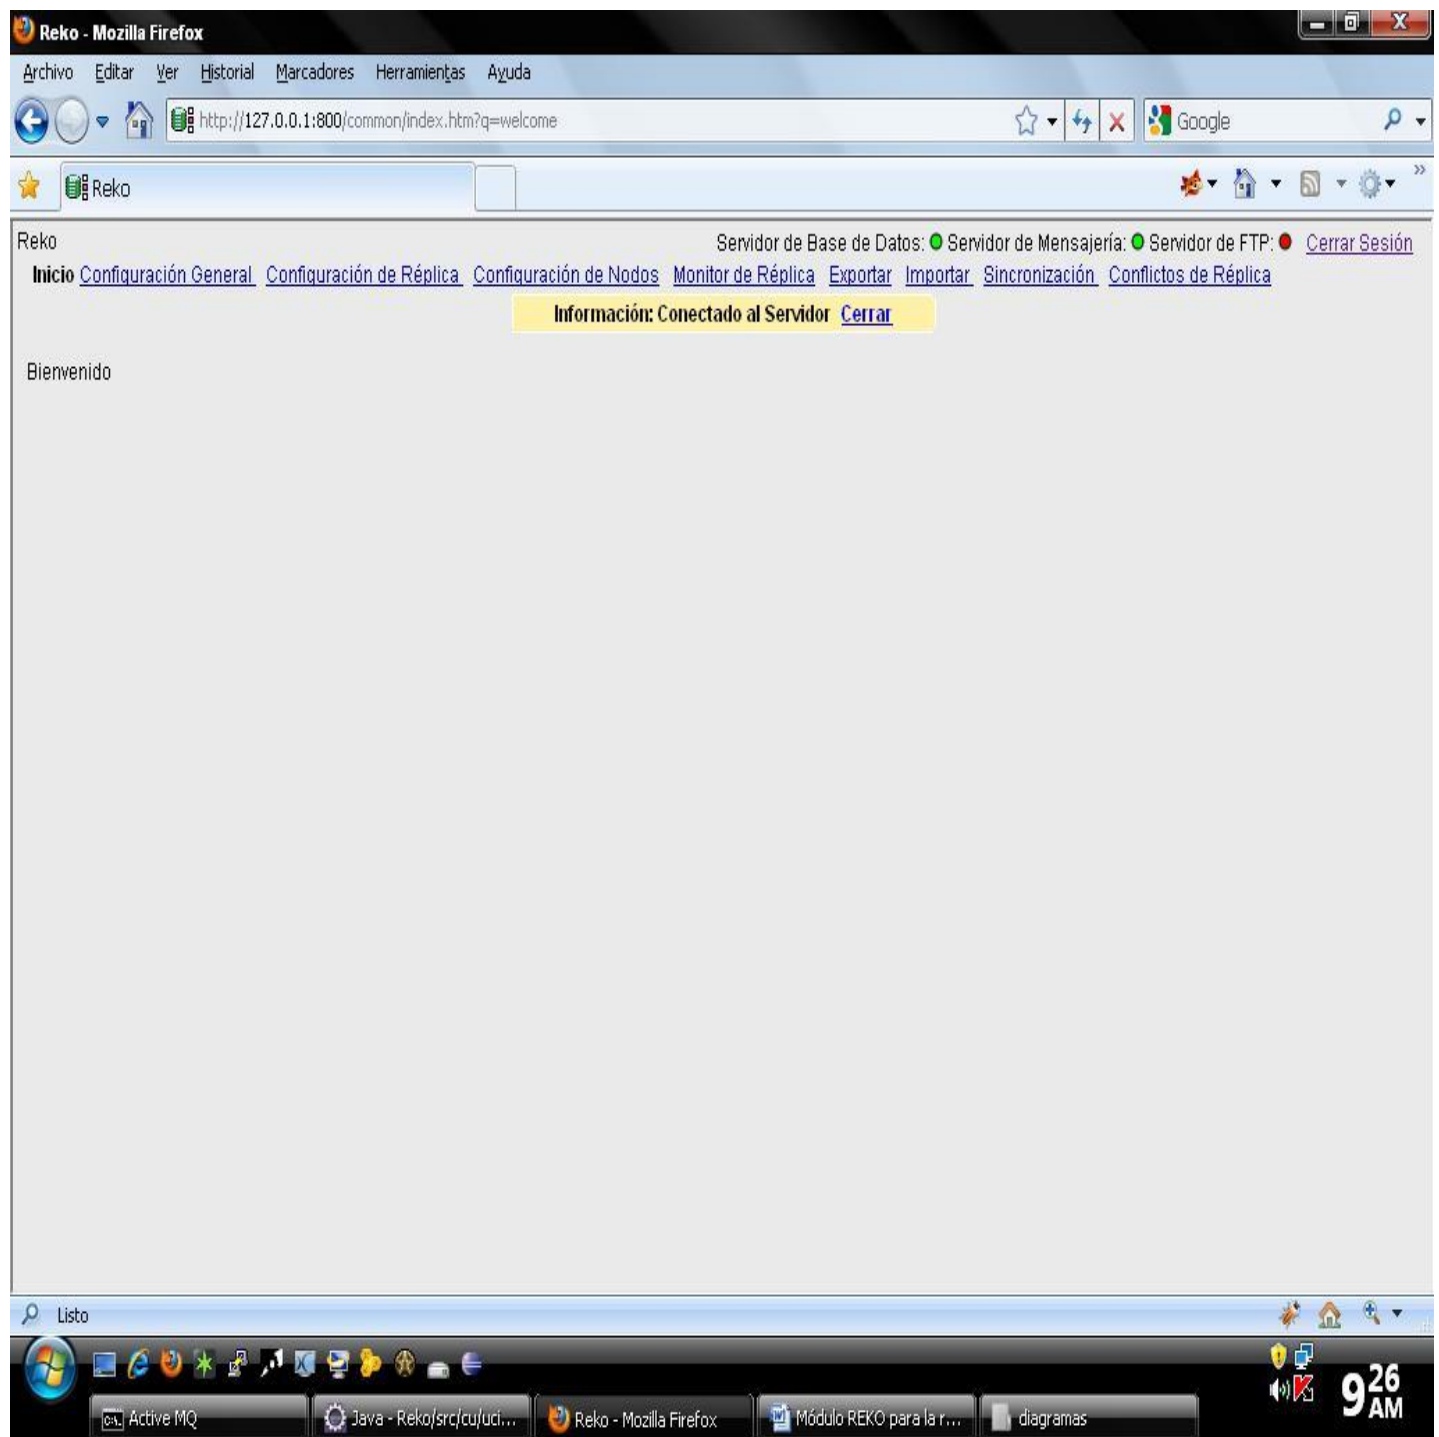 Reko - Mozilla Firefox
Archivo Editar Ver Historial Marcadores Herramientas Ayuda
http://127.0.0.1:800/common/index.htm?q=welcome Google
Reko
Reko Servidor de Base de Datos: Servidor de Mensajería: Servidor de FTP: Cerrar Sesión
Inicio Configuración General Configuración de Réplica Configuración de Nodos Monitor de Réplica Exportar Importar Sincronización Conflictos de Réplica
Información: Conectado al Servidor Cerrar
Bienvenido
Listo
Active MQ Java - Reko/src/cu/uci... Reko - Mozilla Firefox Módulo REKO para la r... diagramas 9 26 AM